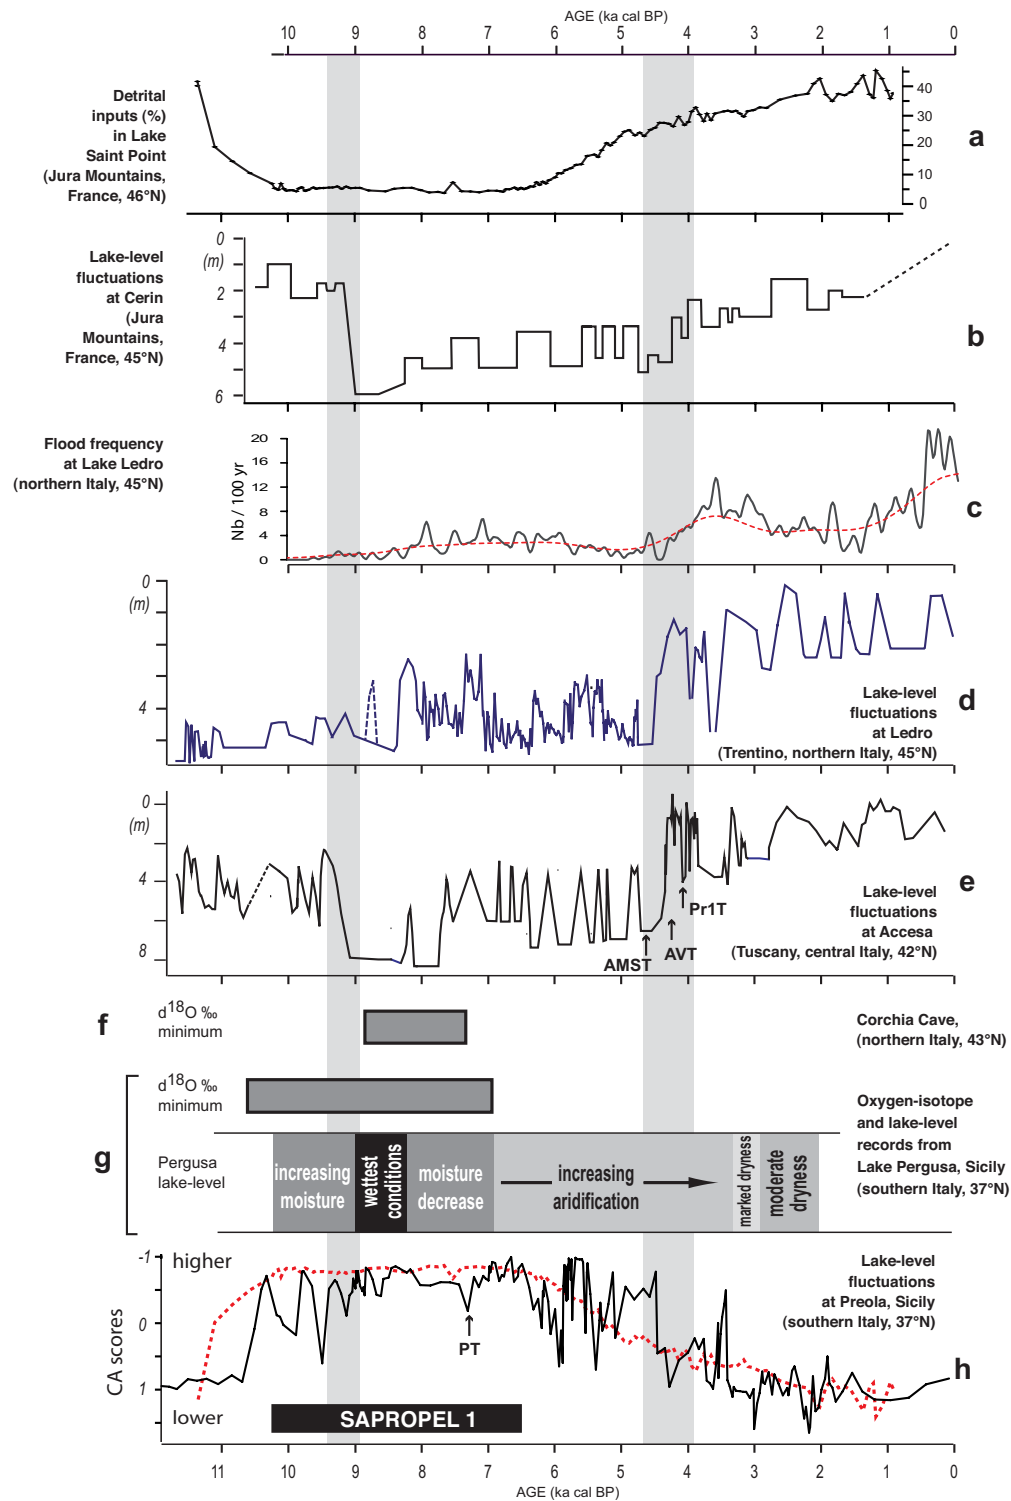 AGE (ka cal BP)
10 9 8 7 6 5 4 3 2 1 0
Detrital
inputs (%)
in Lake
Saint Point
(Jura Mountains,
France, 46°N)
40
30
20
10
0
a
Lake-level
fluctuations
at Cerin
(Jura
Mountains,
France, 45°N)
0
(m)
2
4
6
b
Flood frequency
at Lake Ledro
(northern Italy, 45°N)
Nb / 100 yr
20
16
12
8
4
0
c
0
(m)
4
Lake-level
fluctuations
at Ledro
(Trentino, northern Italy, 45°N)
d
0
(m)
4
8
AMST
AVT
Pr1T
Lake-level
fluctuations
at Accesa
(Tuscany, central Italy, 42°N)
e
f
d18O ‰
minimum
Corchia Cave,
(northern Italy, 43°N)
g
d18O ‰
minimum
Pergusa
lake-level
increasing
moisture
wettest
conditions
moisture
decrease
increasing
aridification
marked dryness
moderate
dryness
Oxygen-isotope
and lake-level
records from
Lake Pergusa, Sicily
(southern Italy, 37°N)
CA scores
-1
0
1
higher
lower
PT
SAPROPEL 1
Lake-level
fluctuations
at Preola, Sicily
(southern Italy, 37°N)
h
11 10 9 8 7 6 5 4 3 2 1 0
AGE (ka cal BP)